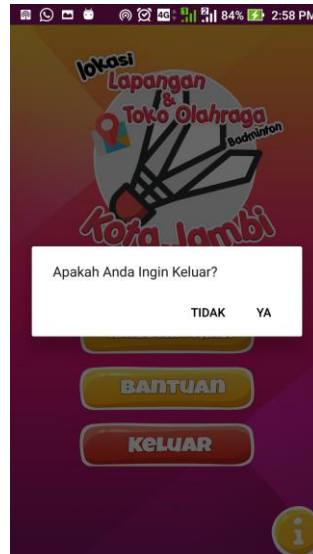 84% 2:58 PM
lokasi
Lapangan
&
Toko Olahraga
Badminton
Kota Jambi
Apakah Anda Ingin Keluar?
TIDAK YA
BANTUAN
KELUAR
i